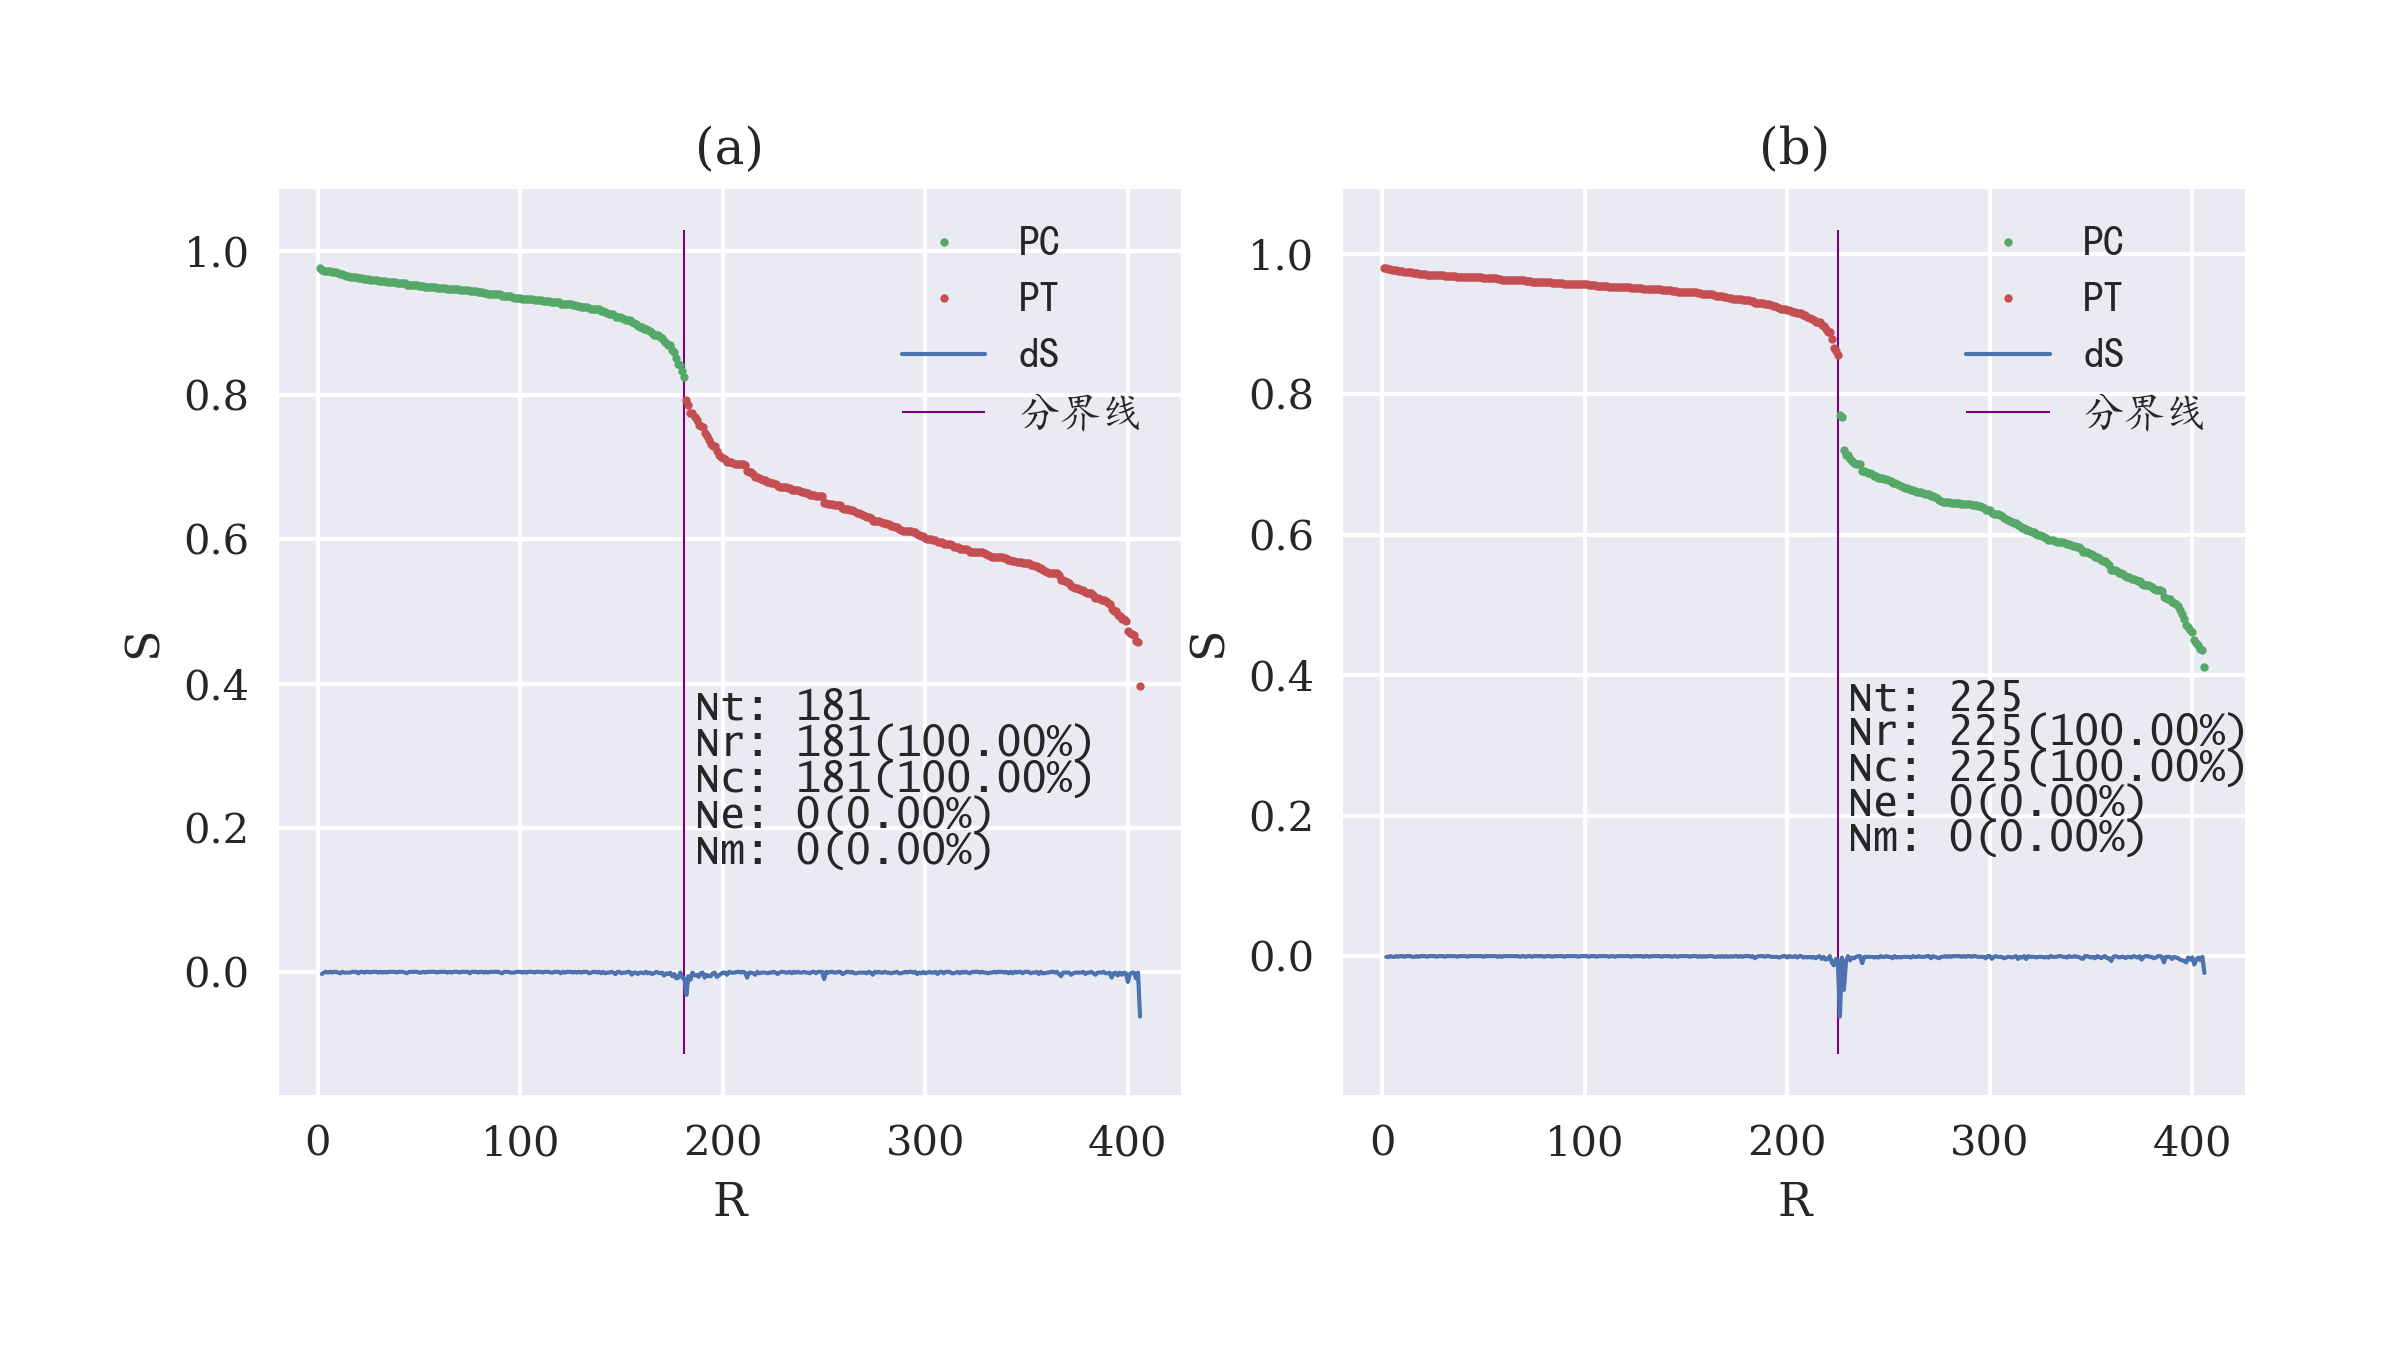 (a)
1.0
0.8
0.6
0.4
0.2
0.0
S
0
100
200
300
400
R
PC
PT
dS
分界线
Nt: 181
Nr: 181(100.00%)
Nc: 181(100.00%)
Ne: 0(0.00%)
Nm: 0(0.00%)
(b)
1.0
0.8
0.6
0.4
0.2
0.0
S
0
100
200
300
400
R
PC
PT
dS
分界线
Nt: 225
Nr: 225(100.00%)
Nc: 225(100.00%)
Ne: 0(0.00%)
Nm: 0(0.00%)